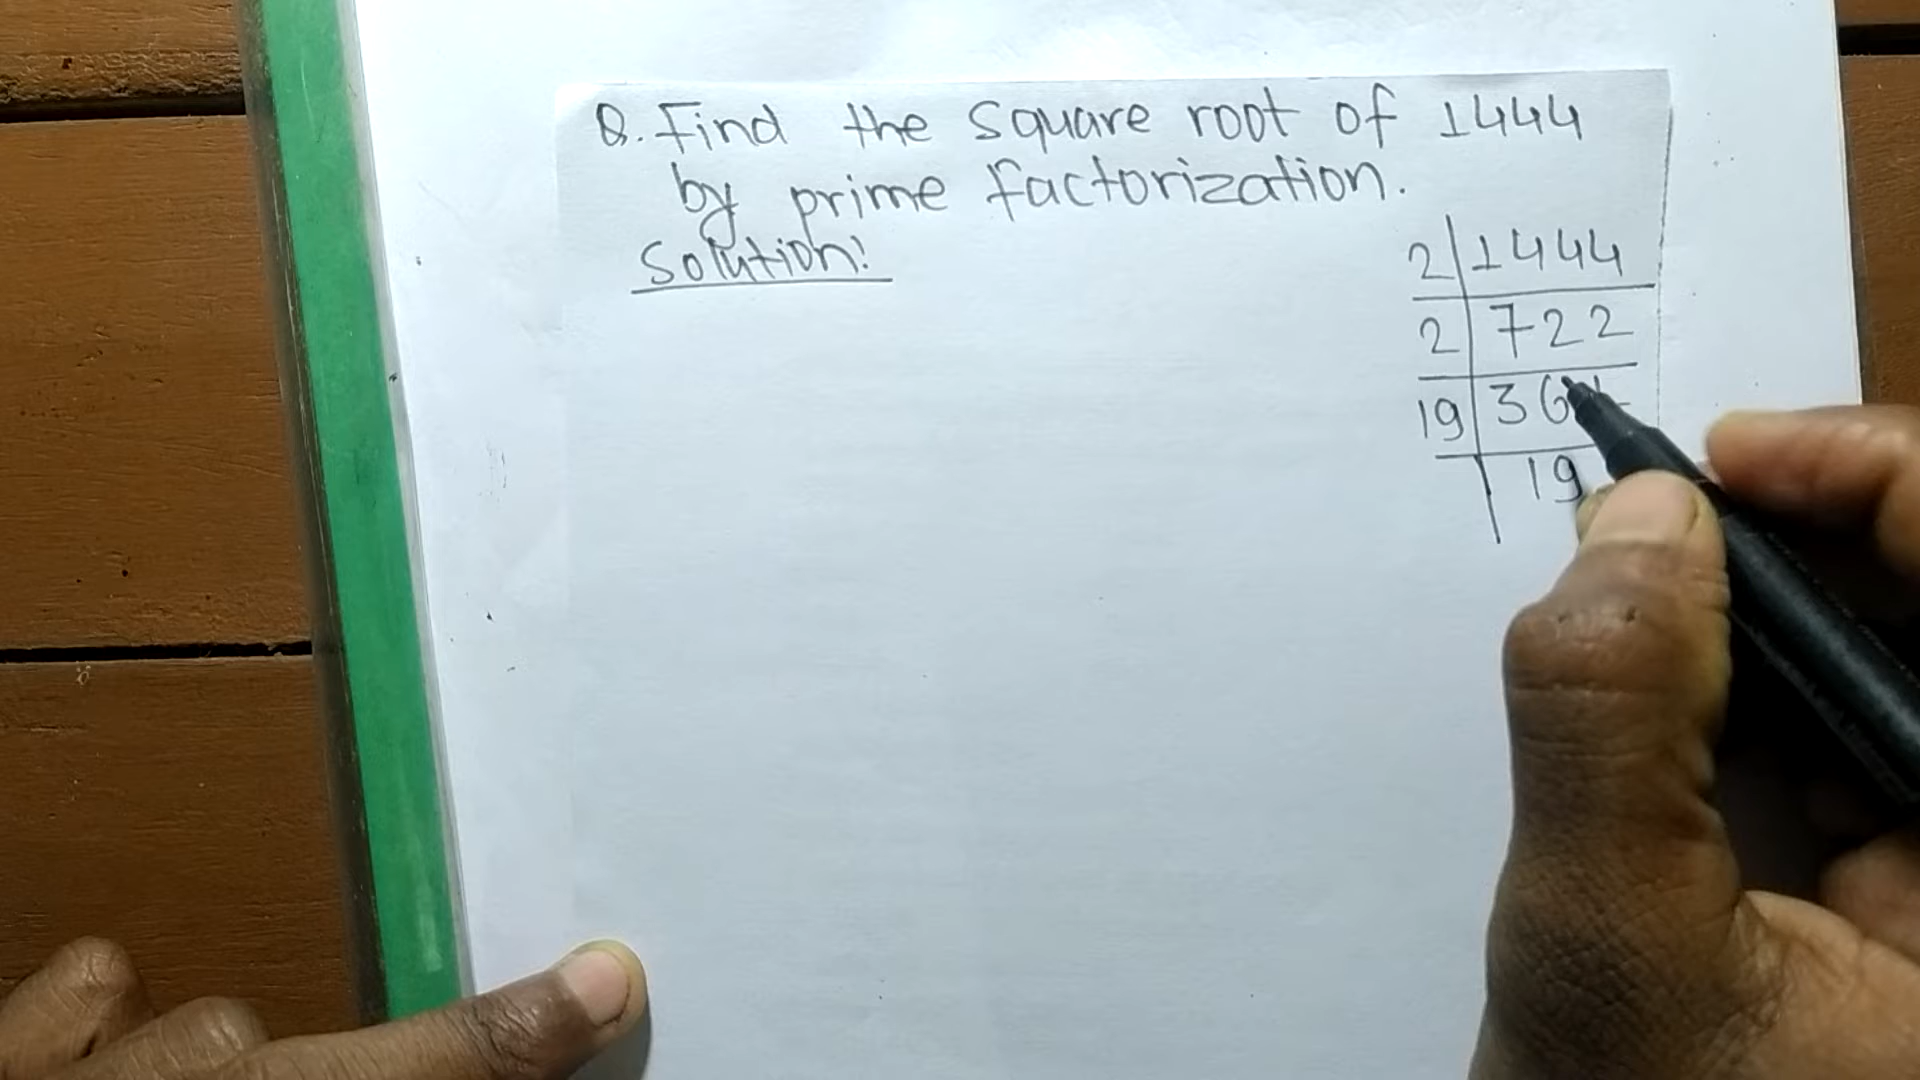 Q. Find the square root of 1444
by prime factorization.
Solution:
2 1444
2 722
19 36
19